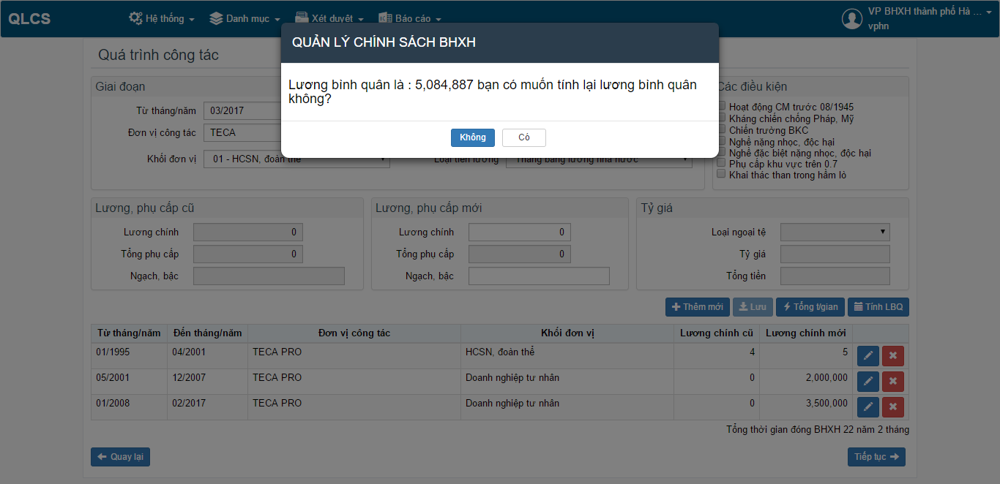 QLCS
Hệ thống
Danh mục
Xét duyệt
Báo cáo
VP BHXH thành phố Hà ...
vphn
QUẢN LÝ CHÍNH SÁCH BHXH
Lương bình quân là : 5,084,887 bạn có muốn tính lại lương bình quân
không?
Không
Có
Quá trình công tác
Giai đoạn
Từ tháng/năm 03/2017
Đơn vị công tác TECA
Khối đơn vị 01 - HCSN, đoàn thể Loại tiền lương Thang bảng lương nhà nước
Các điều kiện
Hoạt động CM trước 08/1945
Kháng chiến chống Pháp, Mỹ
Chiến trường BKC
Nghề nặng nhọc, độc hại
Nghề đặc biệt nặng nhọc, độc hại
Phụ cấp khu vực trên 0.7
Khai thác than trong hầm lò
Lương, phụ cấp cũ
Lương chính 0
Tổng phụ cấp 0
Ngạch, bậc
Lương, phụ cấp mới
Lương chính 0
Tổng phụ cấp 0
Ngạch, bậc
Tỷ giá
Loại ngoại tệ
Tỷ giá
Tổng tiền
Thêm mới Lưu Tổng t/gian Tính LBQ
Từ tháng/năm Đến tháng/năm Đơn vị công tác Khối đơn vị Lương chính cũ Lương chính mới
01/1995 04/2001 TECA PRO HCSN, đoàn thể 4 5
05/2001 12/2007 TECA PRO Doanh nghiệp tư nhân 0 2,000,000
01/2008 02/2017 TECA PRO Doanh nghiệp tư nhân 0 3,500,000
Tổng thời gian đóng BHXH 22 năm 2 tháng
Quay lại
Tiếp tục